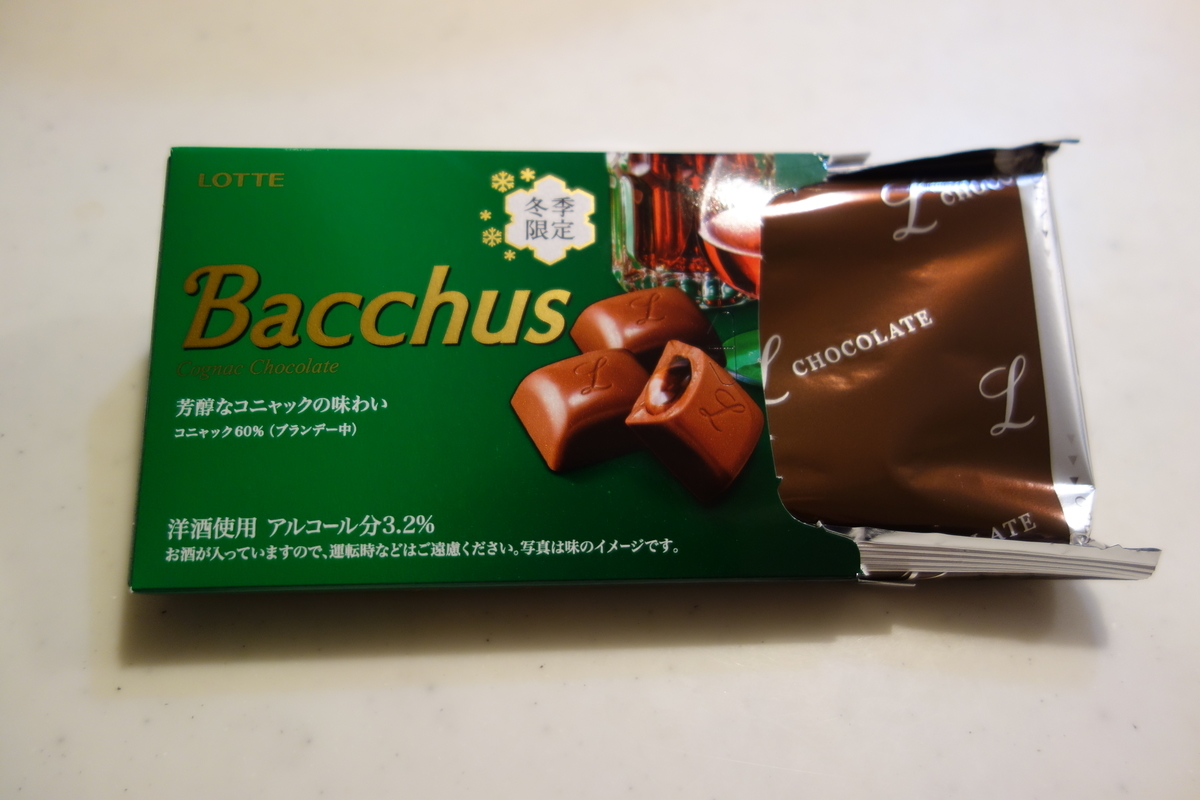 LOTTE
冬季
限定
Bacchus
Cognac Chocolate
芳醇なコニャックの味わい
コニャック60%(ブランデー中)
洋酒使用 アルコール分3.2%
お酒が入っていますので、運転時などはご遠慮ください。写真は味のイメージです。
L
L
L
L
L CHOCOLATE
L